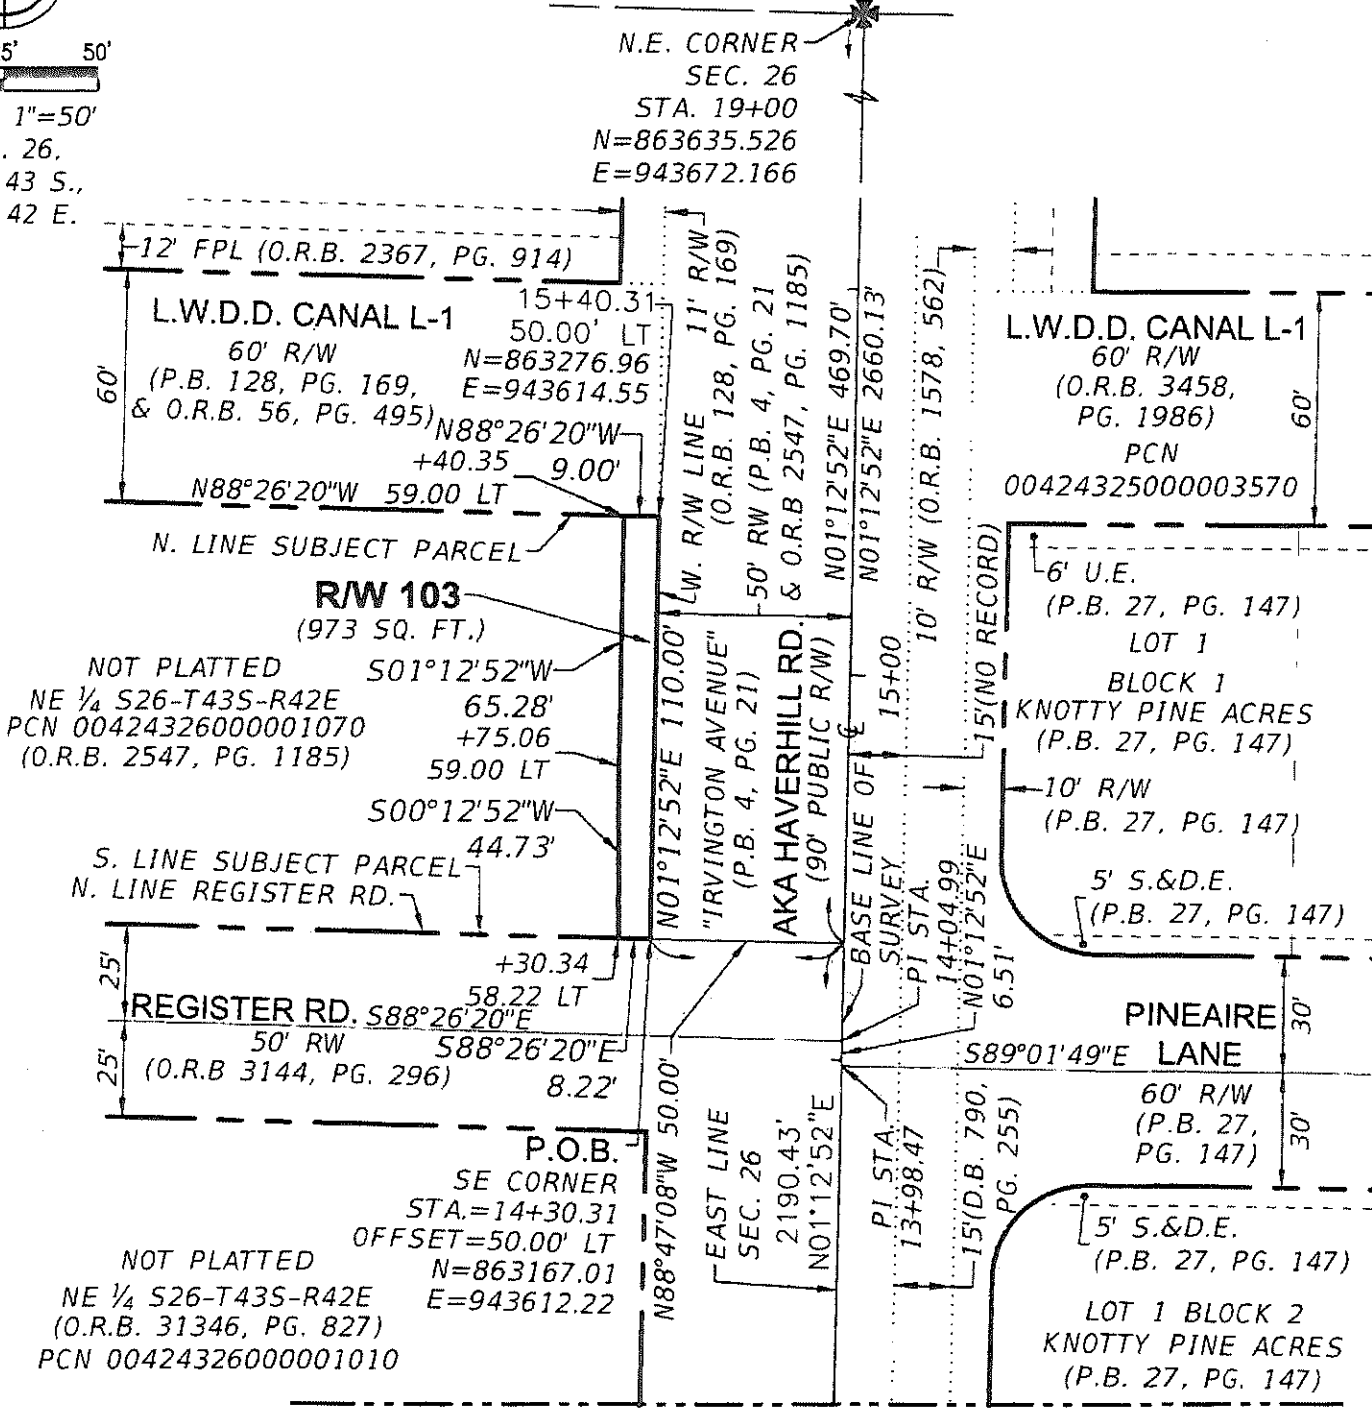 5'
50'
1"=50'
. 26,
43 S.,
42 E.
N.E. CORNER
SEC. 26
STA. 19+00
N=863635.526
E=943672.166
12' FPL (O.R.B. 2367, PG. 914)
L.W.D.D. CANAL L-1
60' R/W
(P.B. 128, PG. 169,
& O.R.B. 56, PG. 495)
60'
15+40.31
50.00' LT
N=863276.96
E=943614.55
N88°26'20"W
9.00'
+40.35
59.00 LT
N88°26'20"W
N. LINE SUBJECT PARCEL
R/W 103
(973 SQ. FT.)
NOT PLATTED
NE ¼ S26-T43S-R42E
PCN 00424326000001070
(O.R.B. 2547, PG. 1185)
S01°12'52"W
65.28'
+75.06
59.00 LT
S00°12'52"W
44.73'
S. LINE SUBJECT PARCEL
N. LINE REGISTER RD.
W. R/W LINE
11' R/W
(O.R.B. 128, PG. 169)
50' RW (P.B. 4, PG. 21
& O.R.B 2547, PG. 1185)
N01°12'52"E 469.70'
N01°12'52"E 2660.13'
10' R/W (O.R.B. 1578, 562)
15'(NO RECORD)
N01°12'52"E 110.00'
"IRVINGTON AVENUE"
(P.B. 4, PG. 21)
AKA HAVERHILL RD.
(90' PUBLIC R/W)
BASE LINE OF
SURVEY
15+00
PI STA.
14+04.99
N01°12'52"E
6.51'
L.W.D.D. CANAL L-1
60' R/W
(O.R.B. 3458,
PG. 1986)
PCN
00424325000003570
60'
6' U.E.
(P.B. 27, PG. 147)
LOT 1
BLOCK 1
KNOTTY PINE ACRES
(P.B. 27, PG. 147)
10' R/W
(P.B. 27, PG. 147)
5' S.&D.E.
(P.B. 27, PG. 147)
25'
25'
+30.34
58.22 LT
REGISTER RD.
S88°26'20"E
50' RW
(O.R.B 3144, PG. 296)
S88°26'20"E
8.22'
P.O.B.
SE CORNER
STA.=14+30.31
OFFSET=50.00' LT
N=863167.01
E=943612.22
NOT PLATTED
NE ¼ S26-T43S-R42E
(O.R.B. 31346, PG. 827)
PCN 00424326000001010
N88°47'08"W 50.00'
EAST LINE
SEC. 26
2190.43'
N01°12'52"E
PI STA.
13+98.47
15'(D.B. 790,
PG. 255)
S89°01'49"E
PINEAIRE
LANE
30'
30'
60' R/W
(P.B. 27,
PG. 147)
5' S.&D.E.
(P.B. 27, PG. 147)
LOT 1 BLOCK 2
KNOTTY PINE ACRES
(P.B. 27, PG. 147)